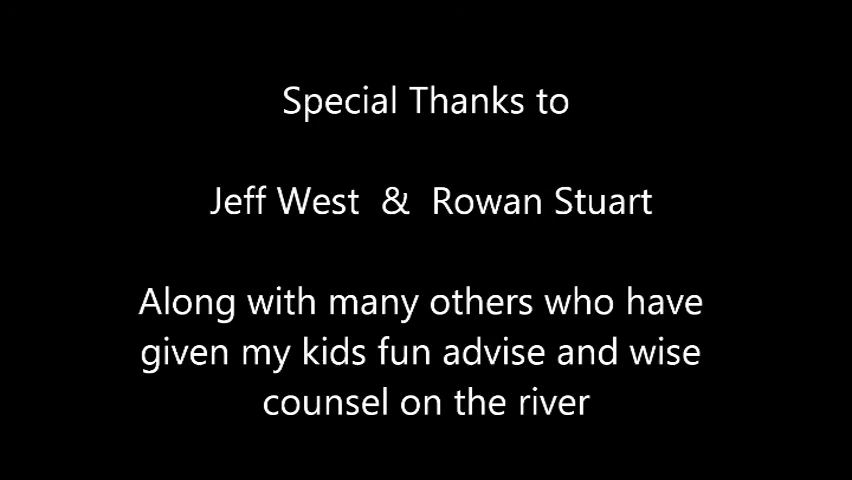 Special Thanks to
Jeff West & Rowan Stuart
Along with many others who have
given my kids fun advise and wise
counsel on the river